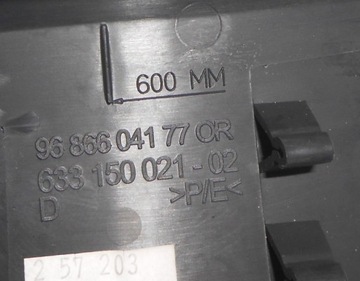 600 MM
96 866 041 77 OR
633 150 021 - 02
D >P/E<
2 57 203